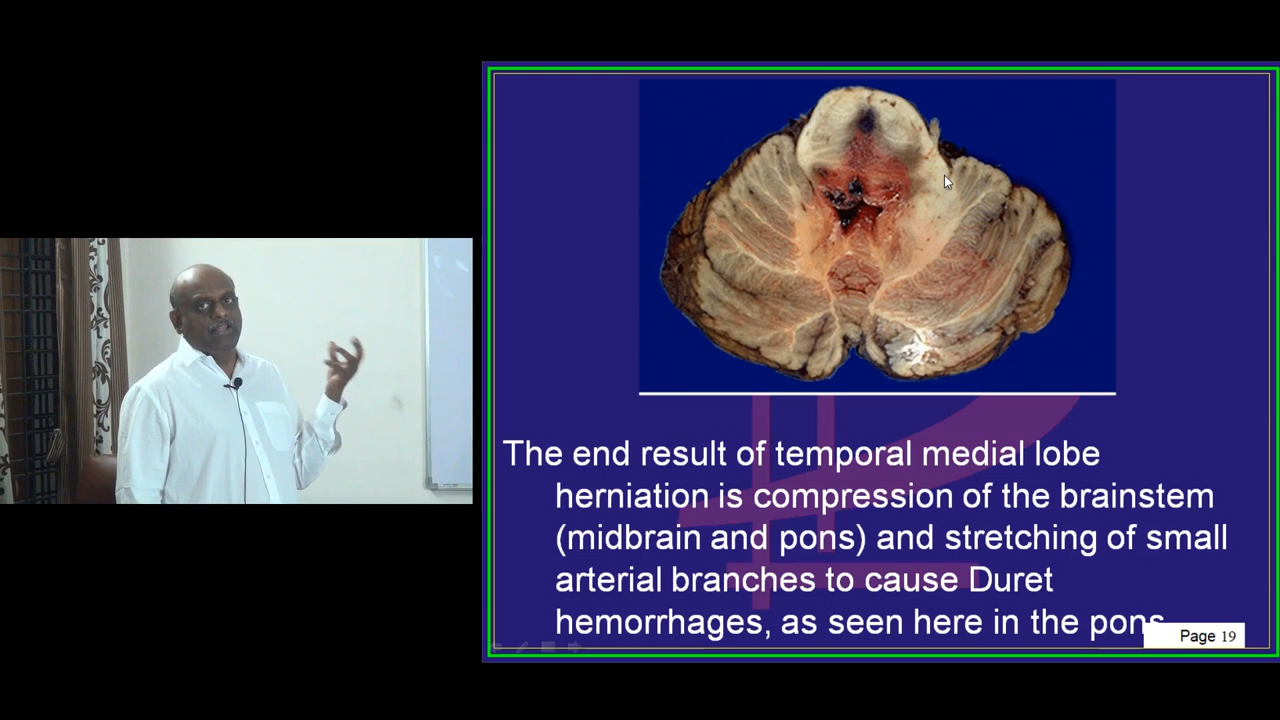 The end result of temporal medial lobe
herniation is compression of the brainstem
(midbrain and pons) and stretching of small
arterial branches to cause Duret
hemorrhages, as seen here in the pons
Page 19